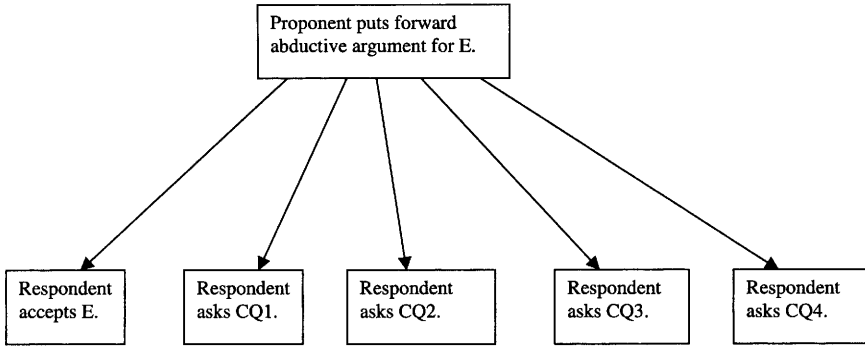 Proponent puts forward
abductive argument for E.
Respondent
accepts E.
Respondent
asks CQ1.
Respondent
asks CQ2.
Respondent
asks CQ3.
Respondent
asks CQ4.